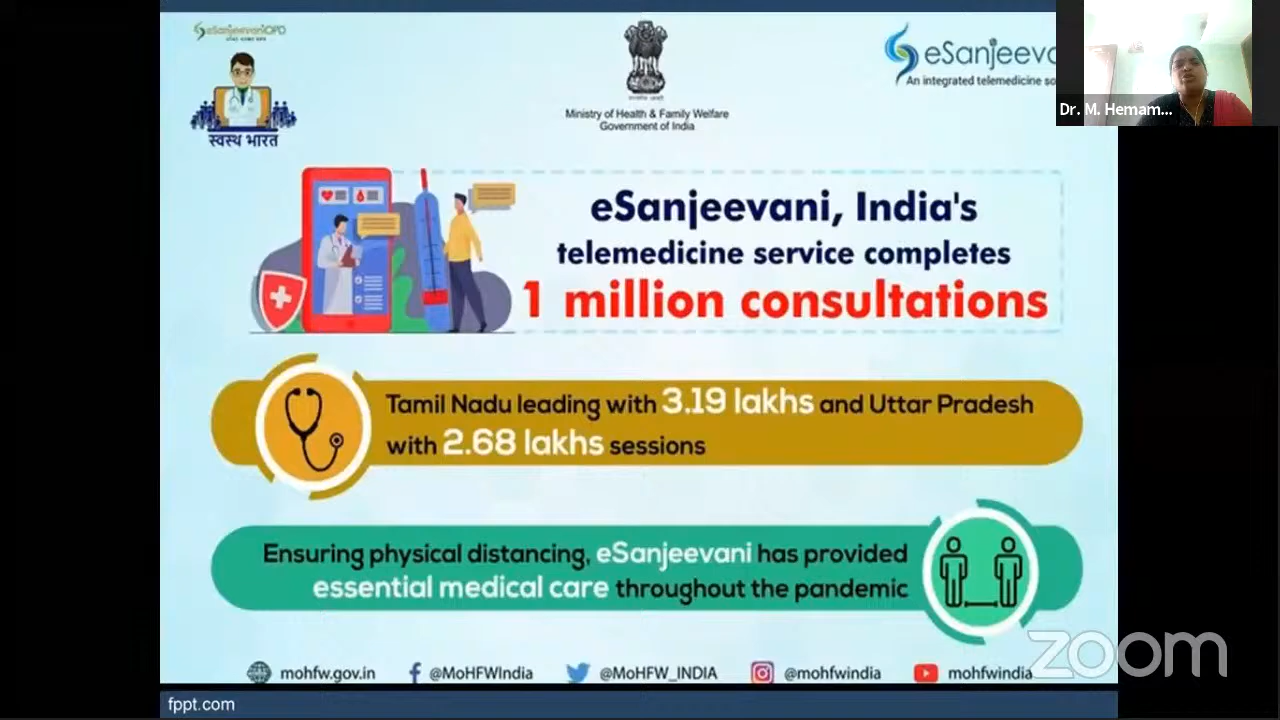 eSanjeevaniOPD
स्वस्थ भारत
Ministry of Health & Family Welfare
Government of India
eSanjeeva
An integrated telemedicine so
Dr. M. Hemam...
eSanjeevani, India's
telemedicine service completes
1 million consultations
Tamil Nadu leading with 3.19 lakhs and Uttar Pradesh
with 2.68 lakhs sessions
Ensuring physical distancing, eSanjeevani has provided
essential medical care throughout the pandemic
mohfw.gov.in @MoHFWIndia @MoHFW_INDIA @mohfwindia mohfwindia
zoom
fppt.com